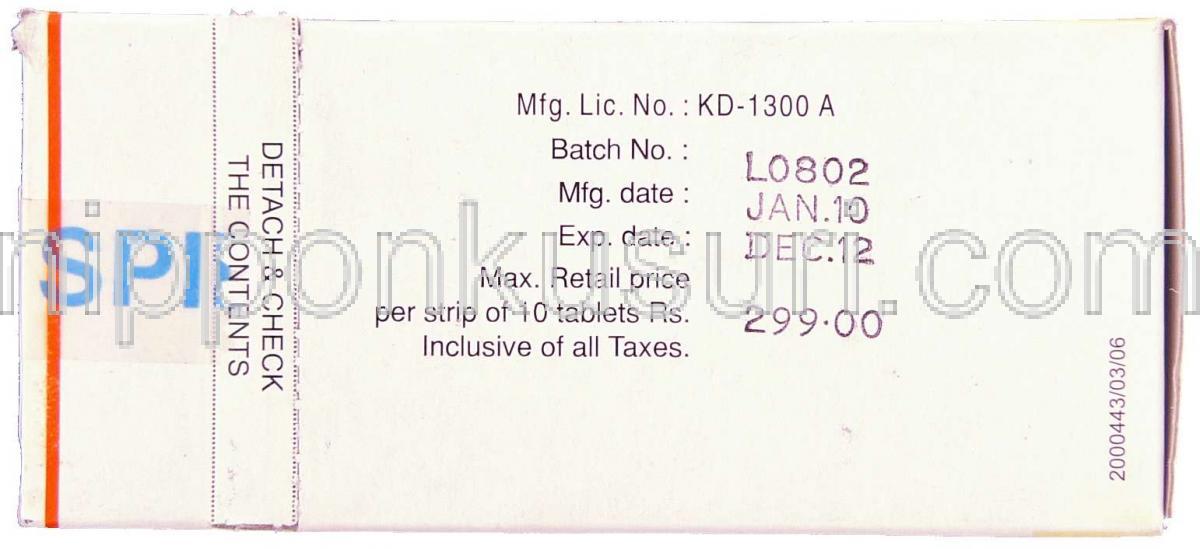 Mfg. Lic. No. : KD-1300 A
Batch No. : L0802
Mfg. date : JAN.10
Exp. date : DEC.12
Max. Retail price
per strip of 10 tablets Rs. 299.00
Inclusive of all Taxes.
DETACH & CHECK
THE CONTENTS
2000443/03/06
nipponkusuri.com